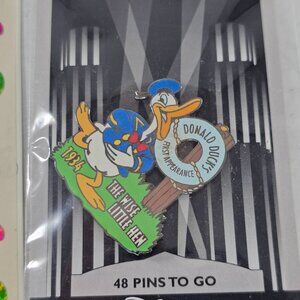 DONALD DUCK'S
FIRST APPEARANCE
1934
THE WISE
LITTLE HEN
48 PINS TO GO